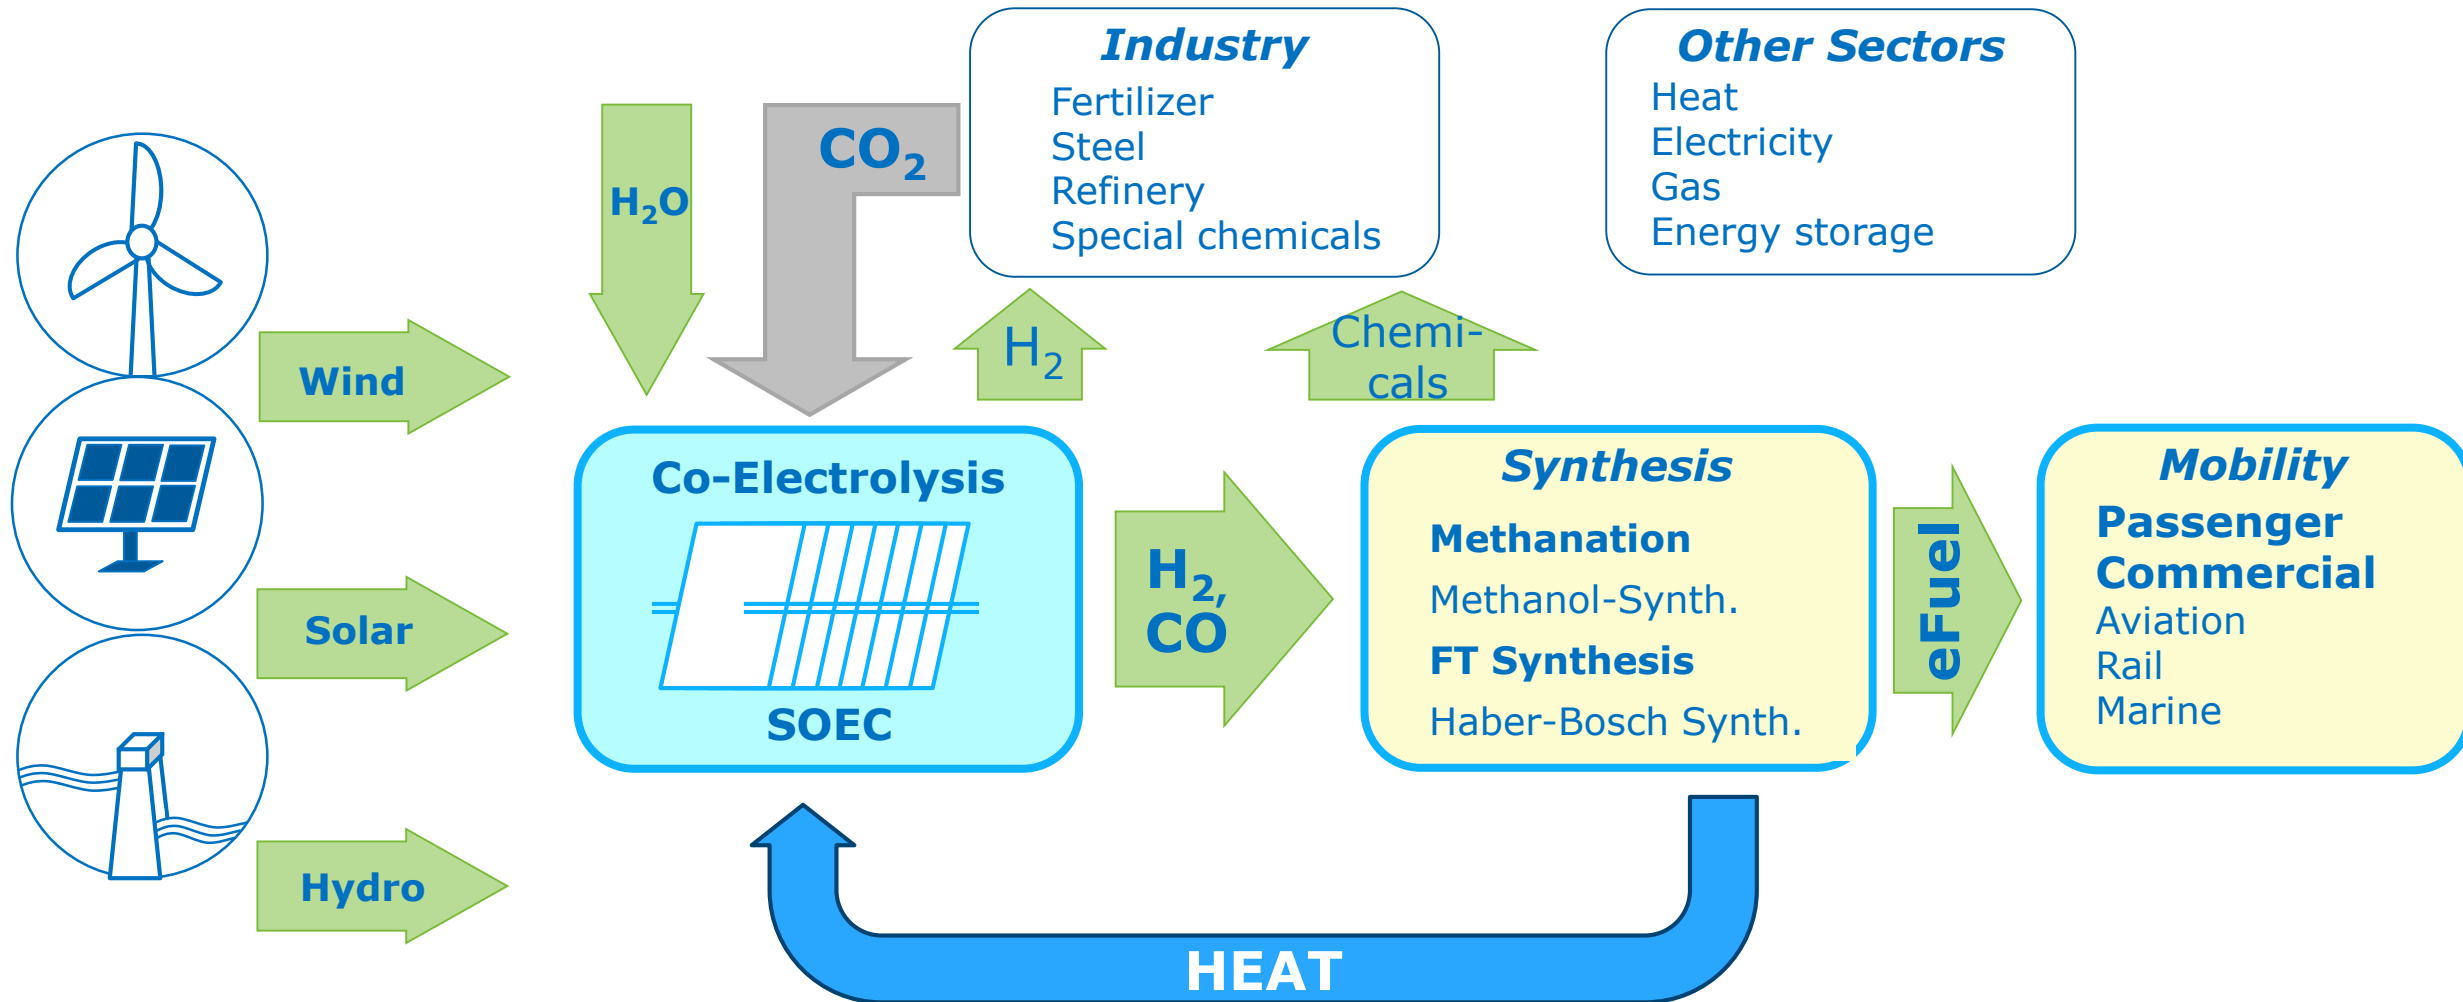 Industry
Fertilizer
Steel
Refinery
Special chemicals
Other Sectors
Heat
Electricity
Gas
Energy storage
H₂O
CO₂
Wind
Solar
Hydro
H₂
Chemi-
cals
Co-Electrolysis
SOEC
H₂,
CO
Synthesis
Methanation
Methanol-Synth.
FT Synthesis
Haber-Bosch Synth.
eFuel
Mobility
Passenger
Commercial
Aviation
Rail
Marine
HEAT